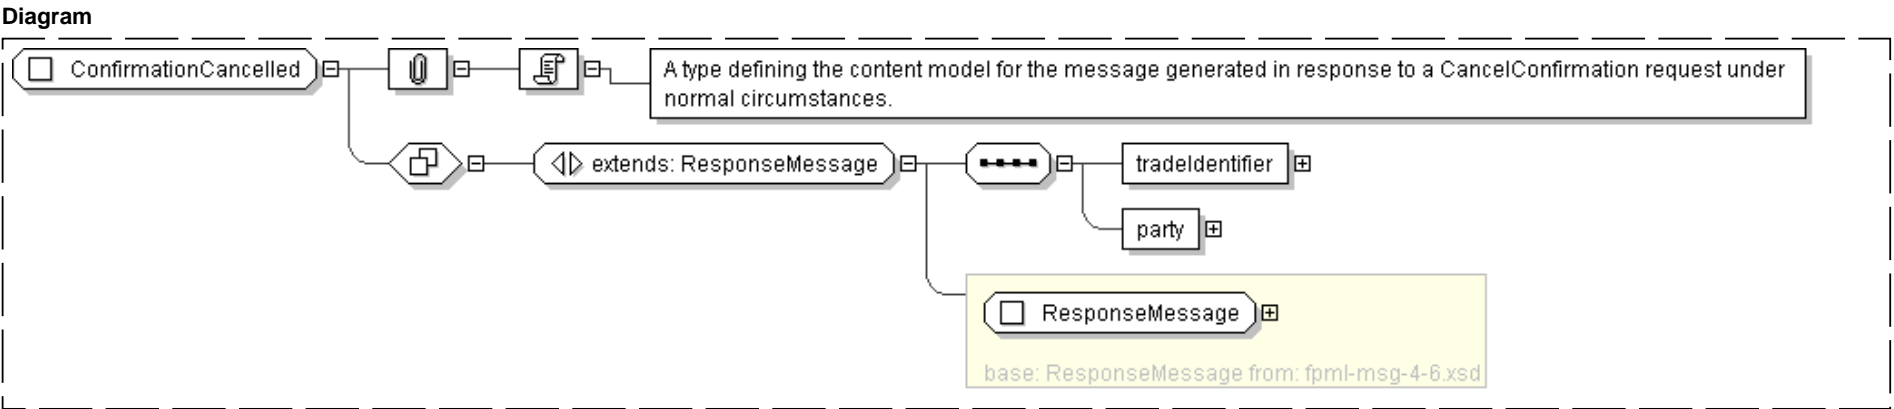 Diagram
ConfirmationCancelled
A type defining the content model for the message generated in response to a CancelConfirmation request under
normal circumstances.
extends: ResponseMessage
tradeIdentifier
party
ResponseMessage
base: ResponseMessage from: fpml-msg-4-6.xsd